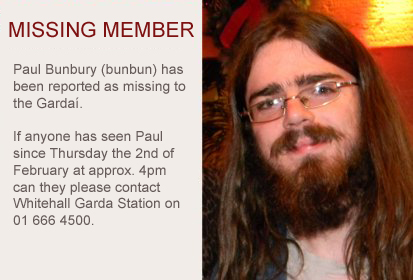 MISSING MEMBER
Paul Bunbury (bunbun) has
been reported as missing to
the Gardaí.
If anyone has seen Paul
since Thursday the 2nd of
February at approx. 4pm
can they please contact
Whitehall Garda Station on
01 666 4500.